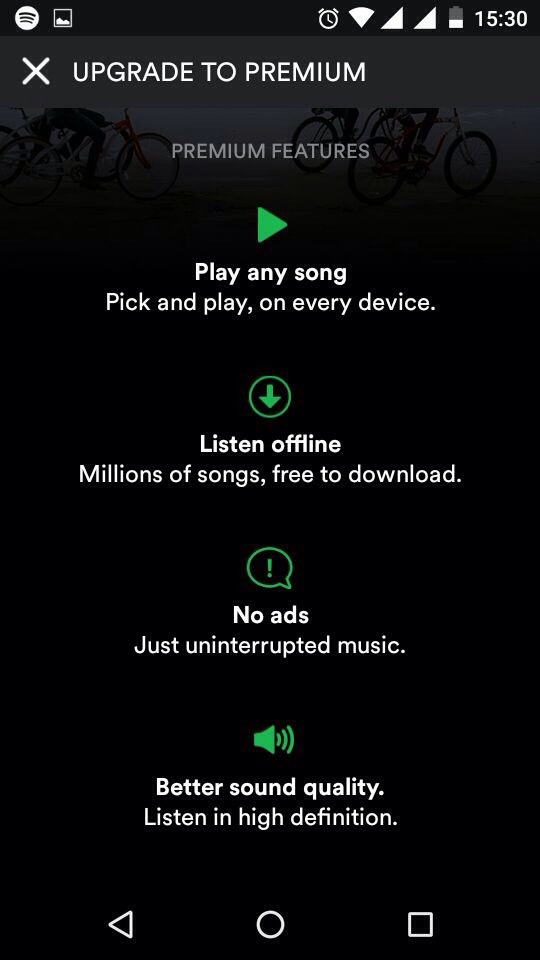 15:30
UPGRADE TO PREMIUM
PREMIUM FEATURES
Play any song
Pick and play, on every device.
Listen offline
Millions of songs, free to download.
No ads
Just uninterrupted music.
Better sound quality.
Listen in high definition.